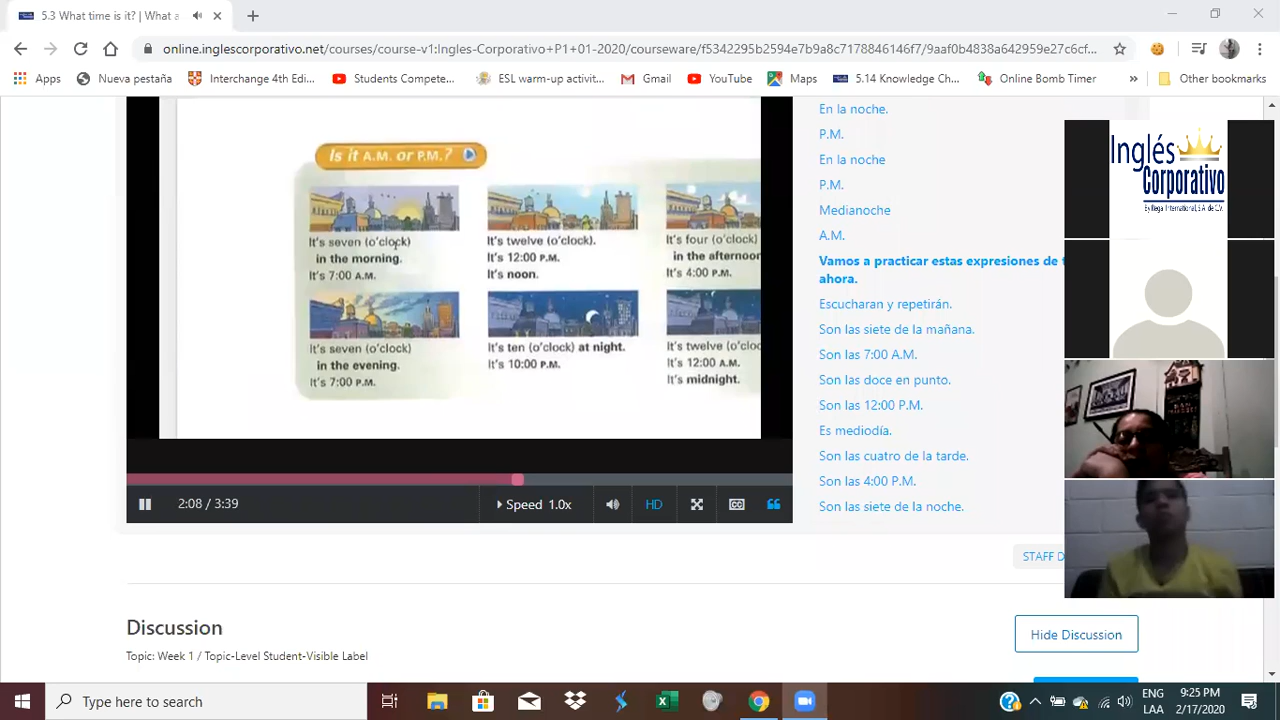 5.3 What time is it? | What a
online.inglescorporativo.net/courses/course-v1:Ingles-Corporativo+P1+01-2020/courseware/f5342295b2594e7b9a8c7178846146f7/9aaf0b4838a642959e27c6cf...
Apps
Nueva pestaña
Interchange 4th Edi...
Students Compete...
ESL warm-up activit...
Gmail
YouTube
Maps
5.14 Knowledge Ch...
Online Bomb Timer
»
Other bookmarks
Is it A.M. or P.M.?
It's seven (o'clock)
in the morning.
It's 7:00 A.M.
It's twelve (o'clock).
It's 12:00 P.M.
It's noon.
It's four (o'clock)
in the afternoor
It's 4:00 P.M.
It's seven (o'clock)
in the evening.
It's 7:00 P.M.
It's ten (o'clock) at night.
It's 10:00 P.M.
It's twelve (o'cloc
It's 12:00 A.M.
It's midnight.
2:08 / 3:39
Speed 1.0x
HD
En la noche.
P.M.
En la noche
P.M.
Medianoche
A.M.
Vamos a practicar estas expresiones de t
ahora.
Escucharan y repetirán.
Son las siete de la mañana.
Son las 7:00 A.M.
Son las doce en punto.
Son las 12:00 P.M.
Es mediodía.
Son las cuatro de la tarde.
Son las 4:00 P.M.
Son las siete de la noche.
STAFF D
Inglés
Corporativo
Discussion
Topic: Week 1 / Topic-Level Student-Visible Label
Hide Discussion
Type here to search
ENG
LAA
9:25 PM
2/17/2020